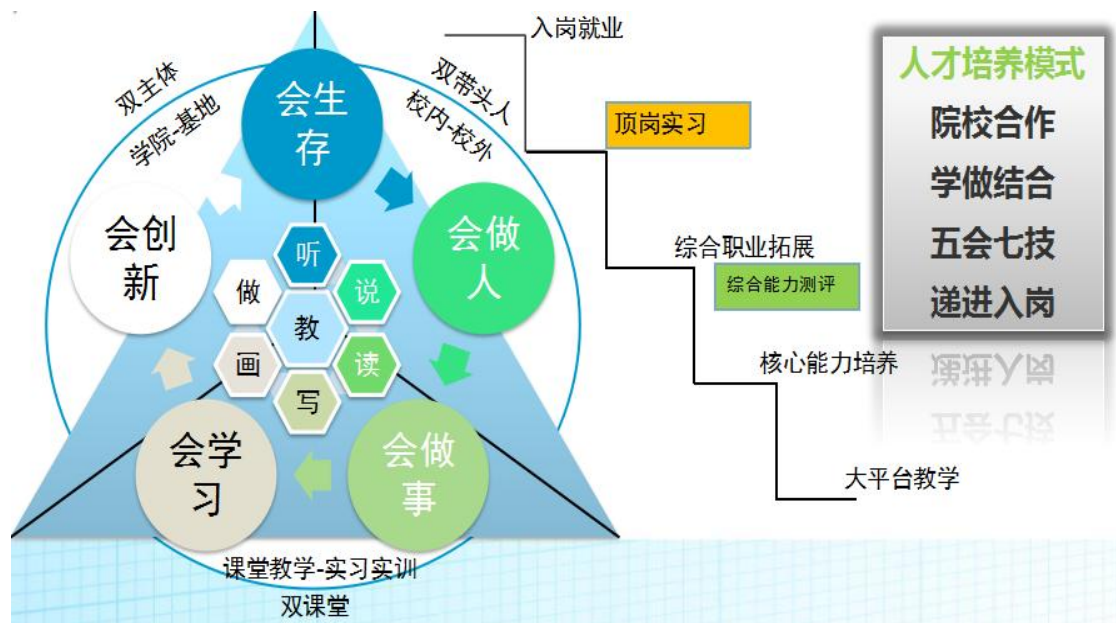 入岗就业
双主体
学院-基地
双带头人
校内-校外
会生
存
会创
新
会做
人
会学
习
会做
事
听
做
说
教
画
读
写
课堂教学-实习实训
双课堂
顶岗实习
综合职业拓展
综合能力测评
核心能力培养
大平台教学
人才培养模式
院校合作
学做结合
五会七技
递进入岗